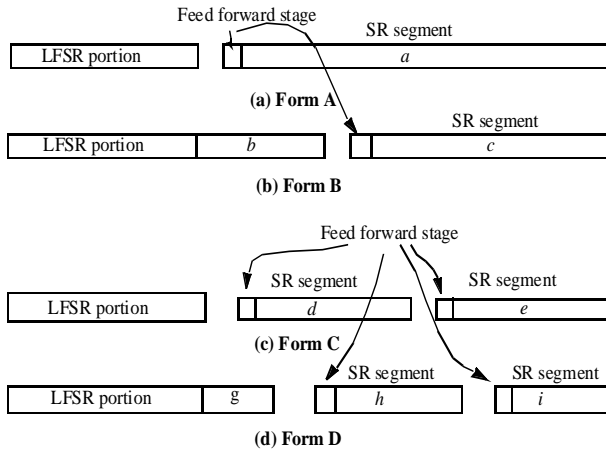 Feed forward stage
SR segment
LFSR portion
a
(a) Form A
SR segment
LFSR portion
b
c
(b) Form B
Feed forward stage
SR segment
SR segment
LFSR portion
d
e
(c) Form C
SR segment
SR segment
LFSR portion
g
h
i
(d) Form D